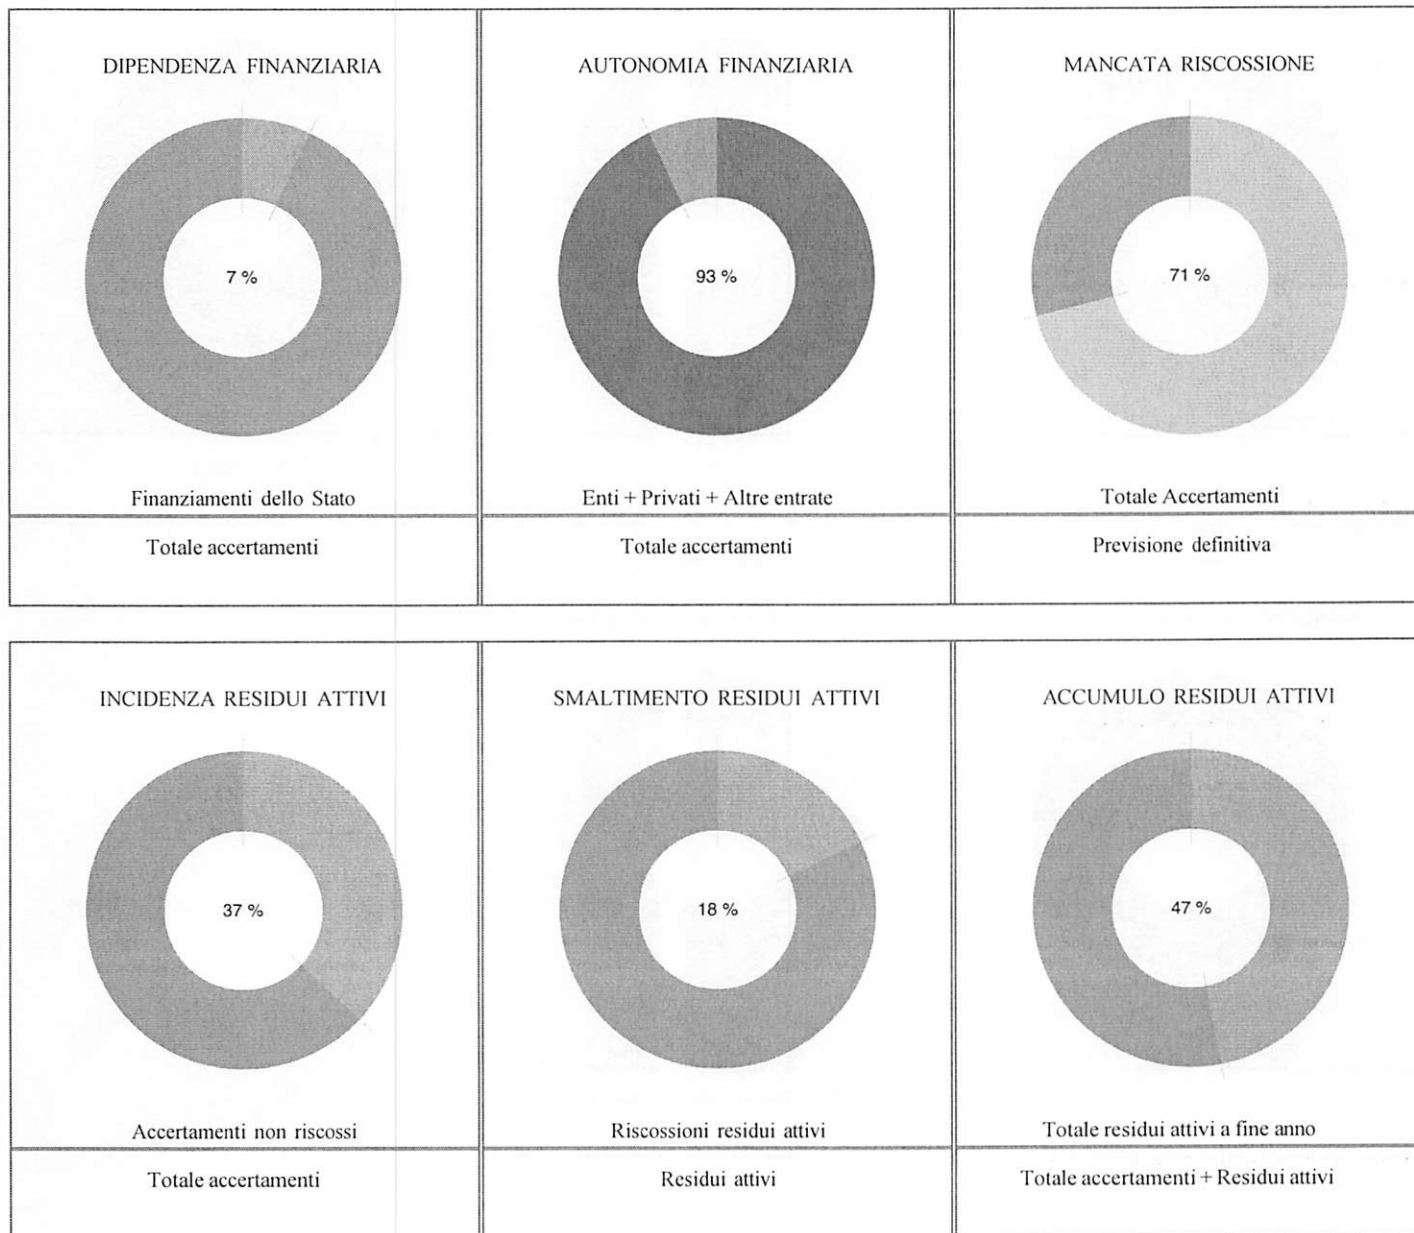 DIPENDENZA FINANZIARIA
7 %
Finanziamenti dello Stato
Totale accertamenti
AUTONOMIA FINANZIARIA
93 %
Enti + Privati + Altre entrate
Totale accertamenti
MANCATA RISCOSSIONE
71 %
Totale Accertamenti
Previsione definitiva
INCIDENZA RESIDUI ATTIVI
37 %
Accertamenti non riscossi
Totale accertamenti
SMALTIMENTO RESIDUI ATTIVI
18 %
Riscossioni residui attivi
Residui attivi
ACCUMULO RESIDUI ATTIVI
47 %
Totale residui attivi a fine anno
Totale accertamenti + Residui attivi